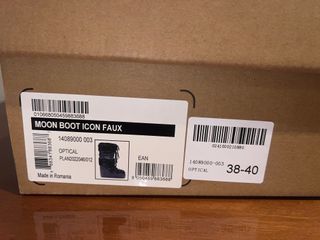 MOON BOOT ICON FAUX
14089000 003
OPTICAL
EAN
Made in Romania
14089000-003
OPTICAL
38-40